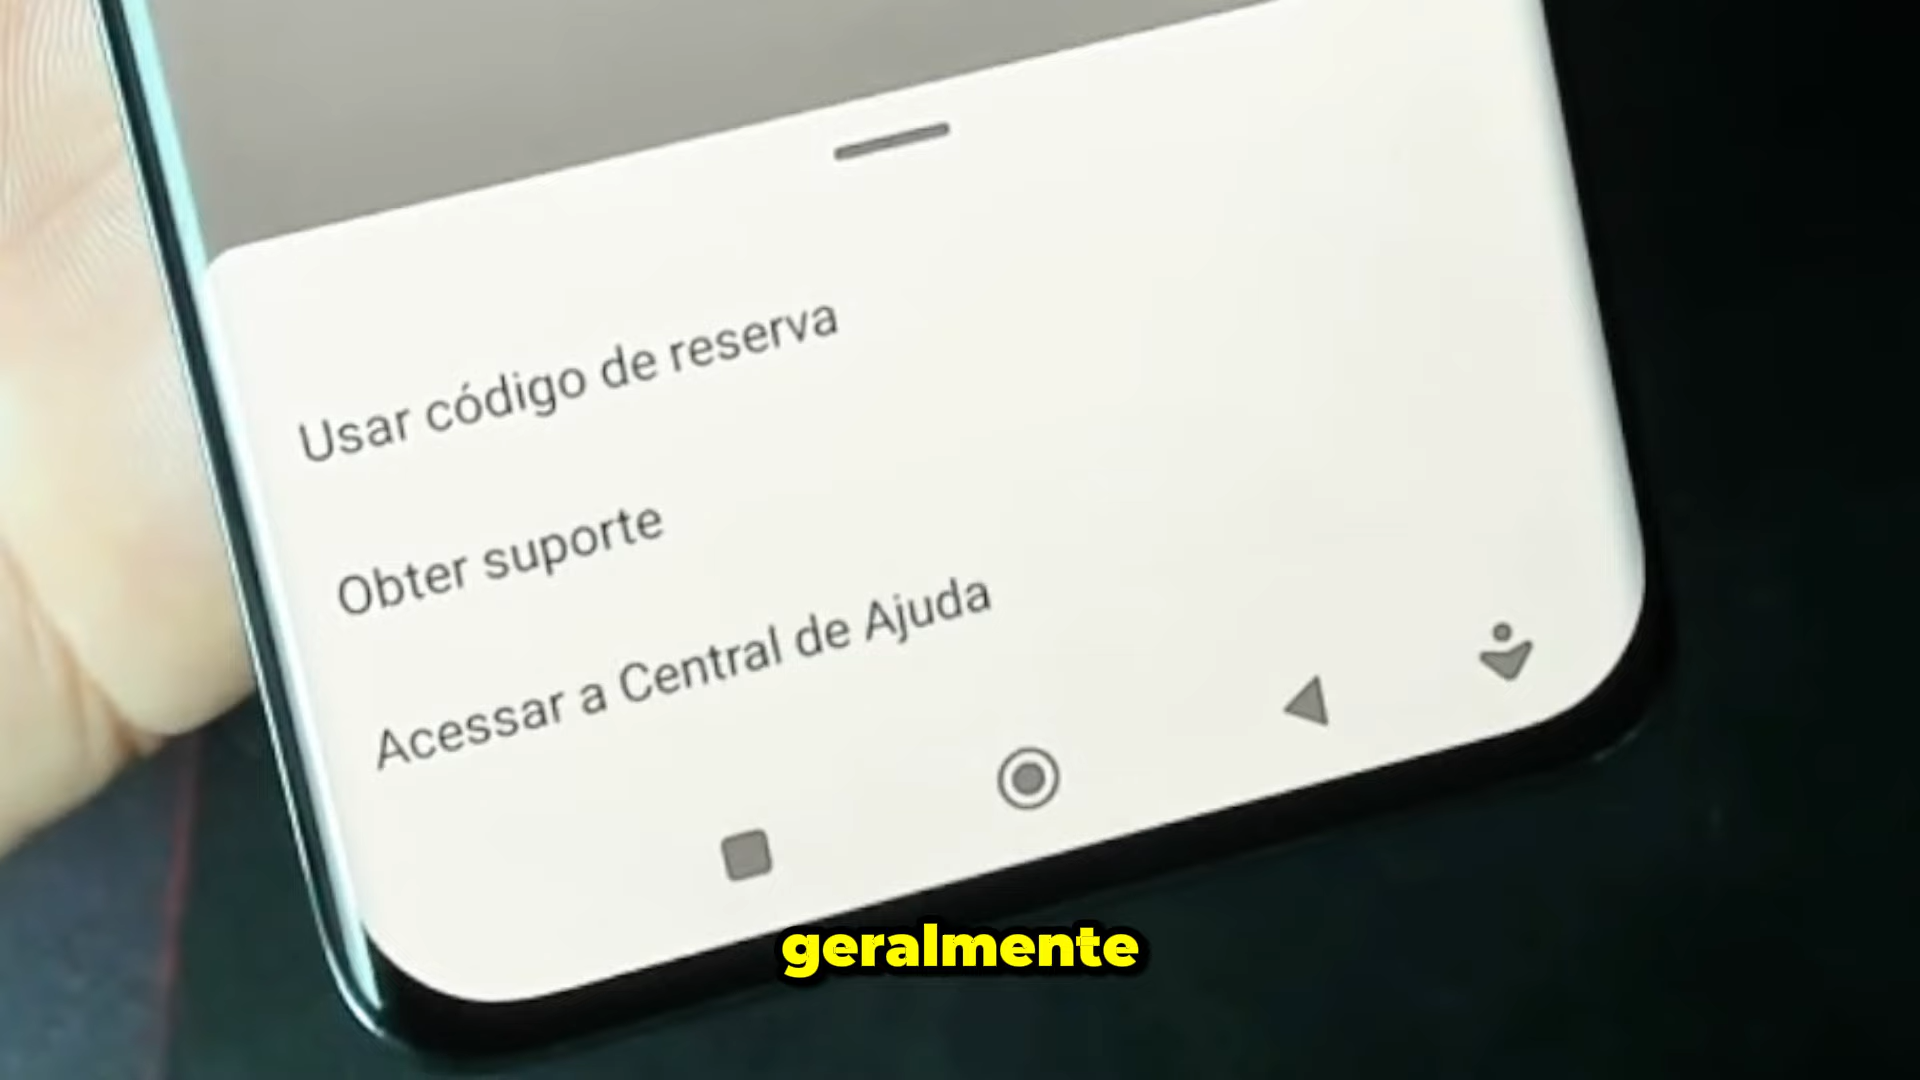 Usar código de reserva
Obter suporte
Acessar a Central de Ajuda
geralmente